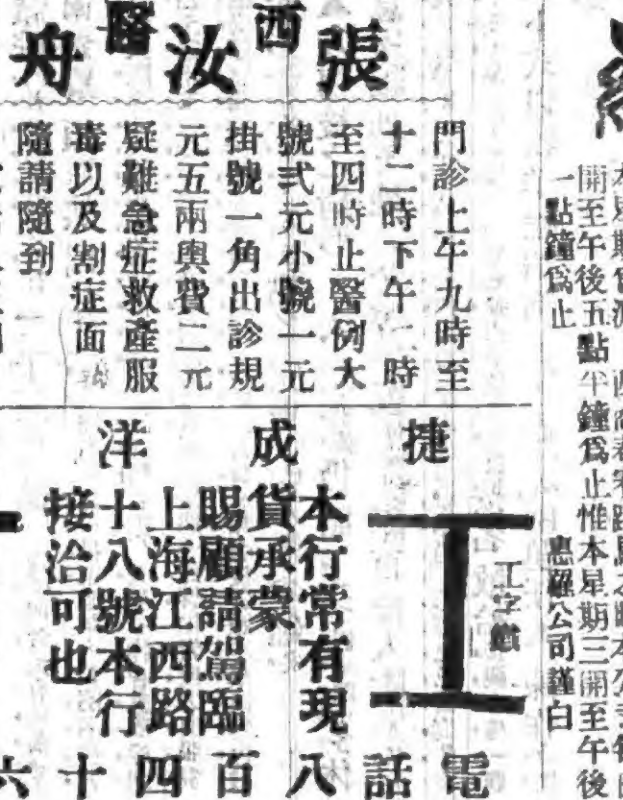 開至午後五點半鐘爲止惟本星期三開至午後
一點鐘爲止
惠羅公司謹白
西醫
張汝舟
門診上午九時至
十二時下午二時
至四時止醫例大
號弍元小號一元
掛號一角出診規
元五兩輿費二元
疑難急症救產服
毒以及割症面
隨請隨到
捷成洋
工字鐵
本行常有現
貨承蒙
賜顧請駕臨
上海江西路
十八號本行
接洽可也
電話八百四十六